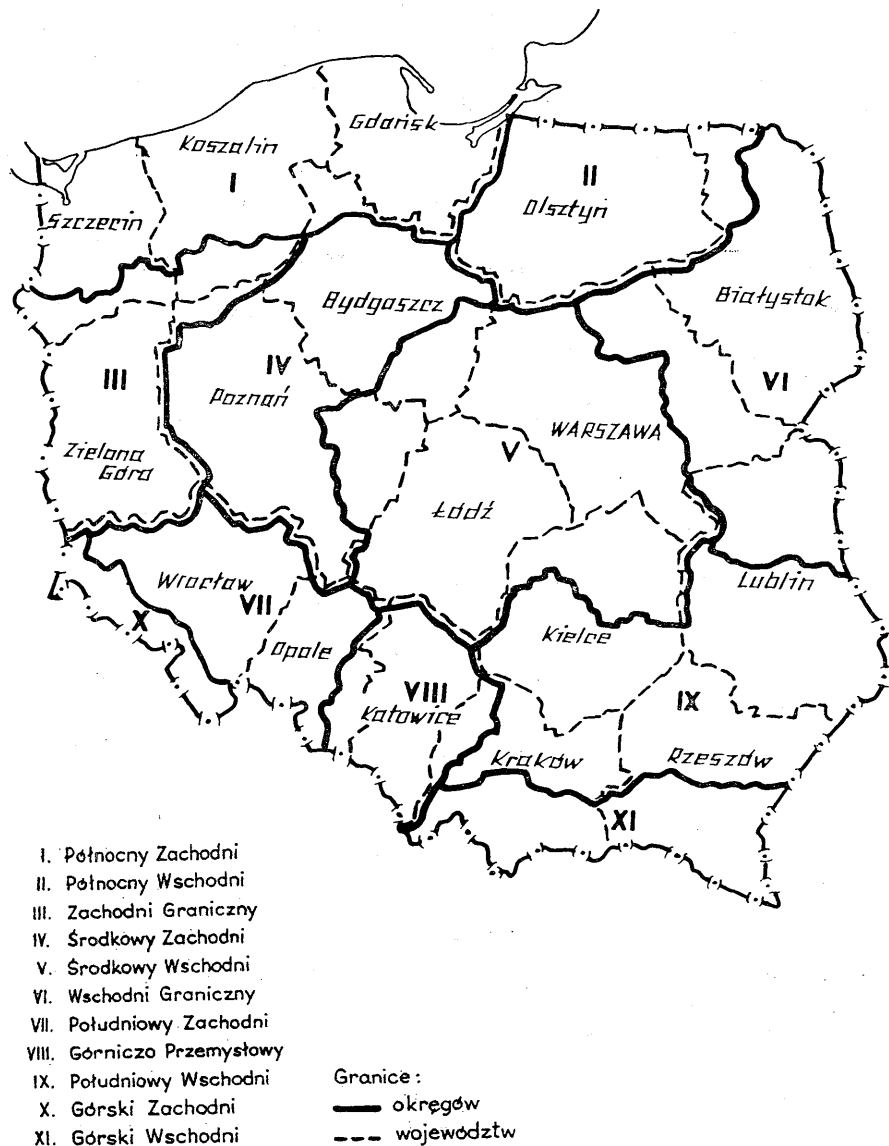 Gdańsk
Koszalin
I
II
Olsztyn
Szczecin
Bydgoszcz
Białystok
III
IV
Poznań
VI
WARSZAWA
Zielona
Góra
V
Łódź
Wrocław
VII
Lublin
X
Opole
Kielce
VIII
Katowice
IX
Kraków
Rzeszów
XI
I. Północny Zachodni
II. Północny Wschodni
III. Zachodni Graniczny
IV. Środkowy Zachodni
V. Środkowy Wschodni
VI. Wschodni Graniczny
VII. Południowy Zachodni
VIII. Górniczo Przemysłowy
IX. Południowy Wschodni
X. Górski Zachodni
XI. Górski Wschodni
Granice:
okręgów
województw